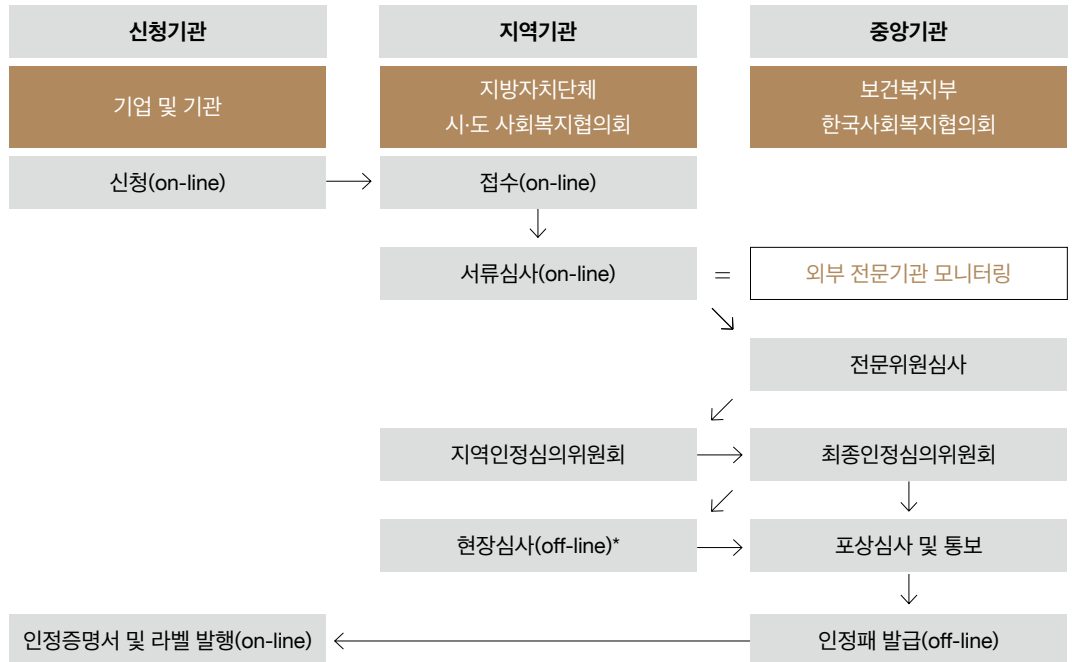 신청기관
지역기관
중앙기관
기업 및 기관
지방자치단체
시·도 사회복지협의회
보건복지부
한국사회복지협의회
신청(on-line)
접수(on-line)
서류심사(on-line)
=
외부 전문기관 모니터링
전문위원심사
지역인정심의위원회
최종인정심의위원회
현장심사(off-line)*
포상심사 및 통보
인정증명서 및 라벨 발행(on-line)
인정패 발급(off-line)